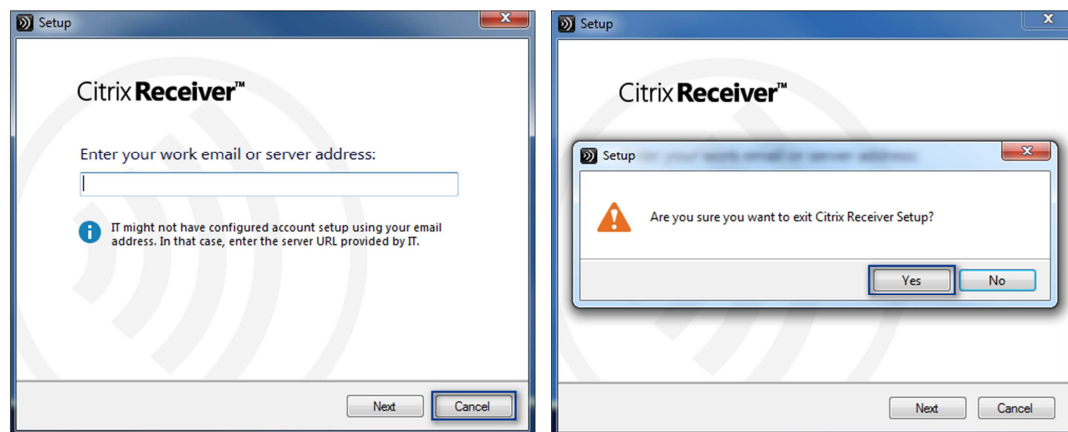 Setup
Citrix Receiver™
Enter your work email or server address:
IT might not have configured account setup using your email
address. In that case, enter the server URL provided by IT.
Next
Cancel
Setup
Citrix Receiver™
Setup
Are you sure you want to exit Citrix Receiver Setup?
Yes
No
Next
Cancel